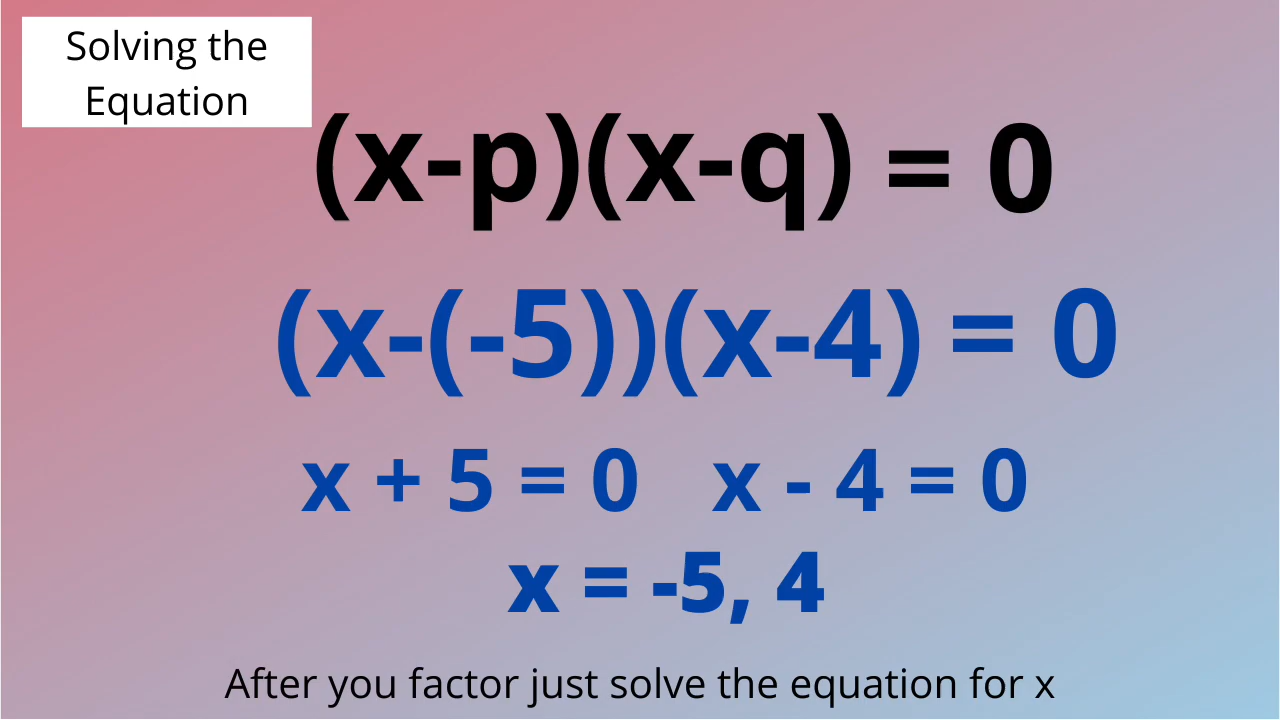 Solving the
Equation
(x-p)(x-q) = 0
(x-(-5))(x-4) = 0
x + 5 = 0 x - 4 = 0
x = -5, 4
After you factor just solve the equation for x